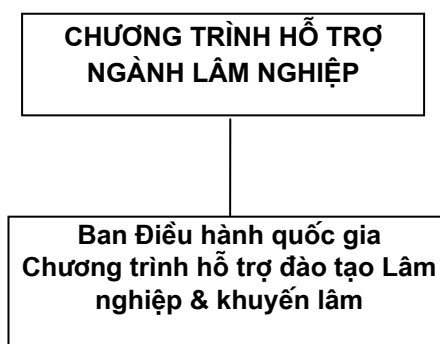 CHƯƠNG TRÌNH HỖ TRỢ
NGÀNH LÂM NGHIỆP
Ban Điều hành quốc gia
Chương trình hỗ trợ đào tạo Lâm
nghiệp & khuyến lâm